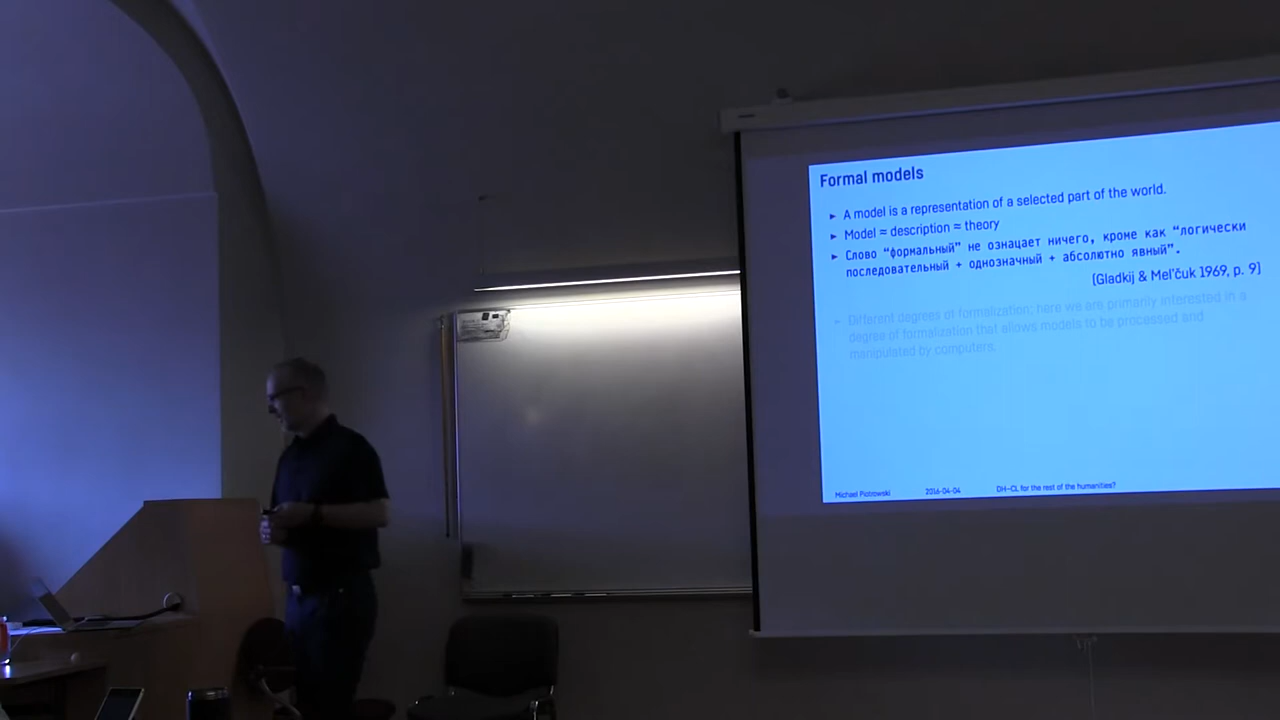 Formal models
► A model is a representation of a selected part of the world.
► Model ≈ description ≈ theory
► Слово “формальный” не ознацает ничего, кроме как “логически
последовательный + однозначный + абсолютно явный”.
(Gladkij & Mel’čuk 1969, p. 9)
– Different degrees of formalization; here we are primarily interested in a
degree of formalization that allows models to be processed and
manipulated by computers.
Michael Piotrowski 2016-04-04 DH–CL for the rest of the humanities?